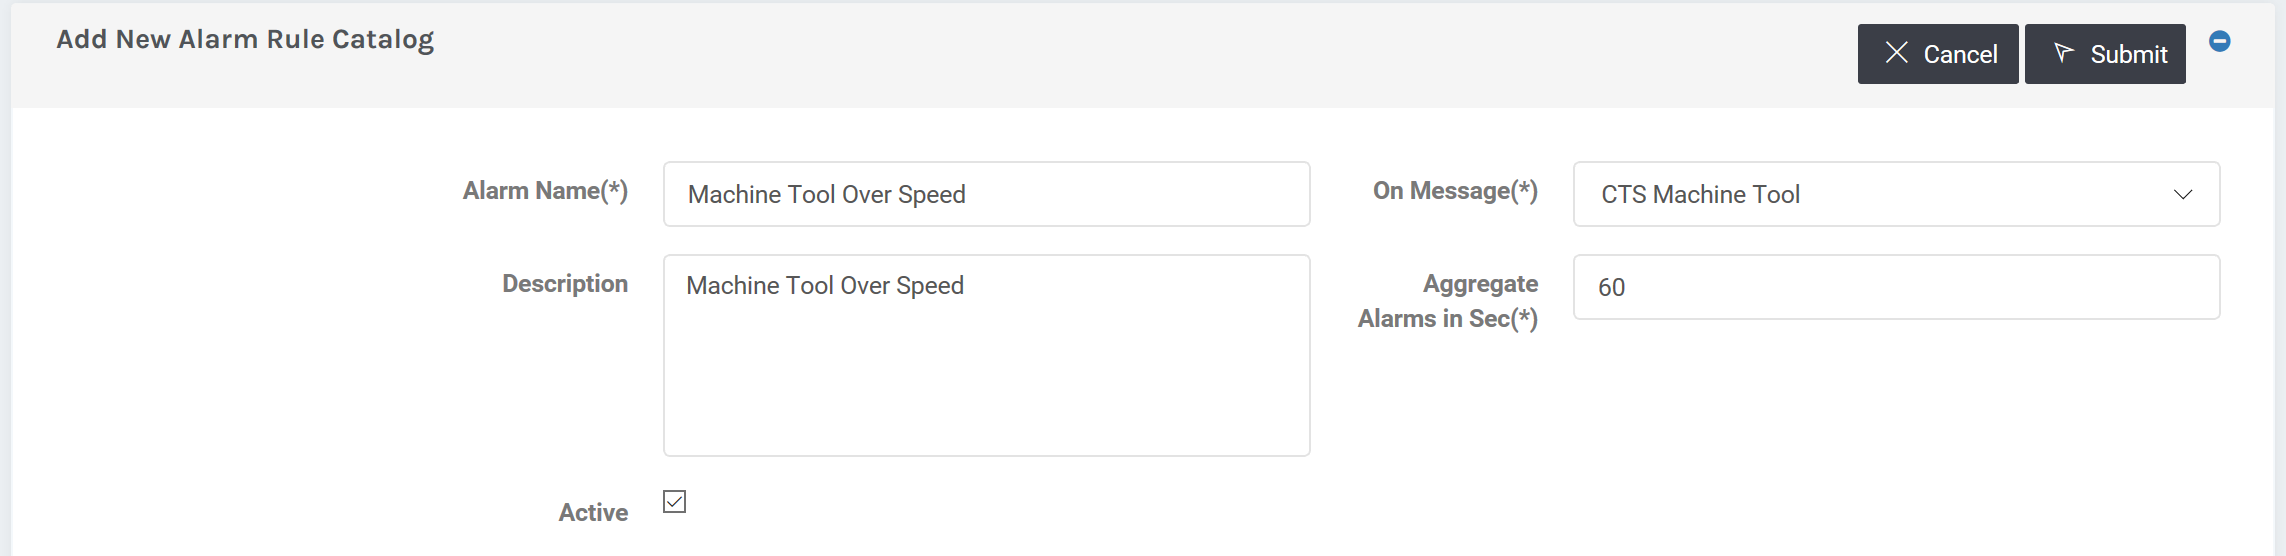 Add New Alarm Rule Catalog
Cancel
Submit
Alarm Name(*)
Machine Tool Over Speed
On Message(*)
CTS Machine Tool
Description
Machine Tool Over Speed
Aggregate
Alarms in Sec(*)
60
Active